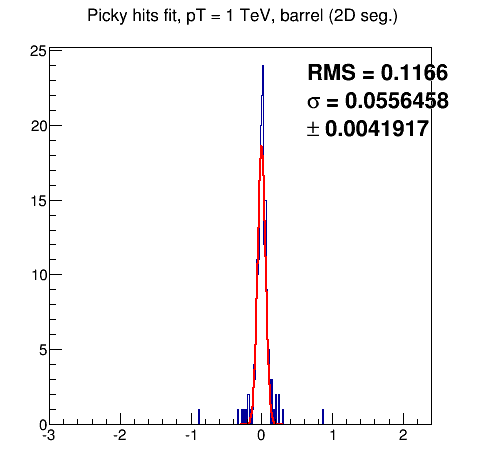 Picky hits fit, pT = 1 TeV, barrel (2D seg.)
RMS = 0.1166
σ = 0.0556458
± 0.0041917
25
20
15
10
5
0
-3 -2 -1 0 1 2